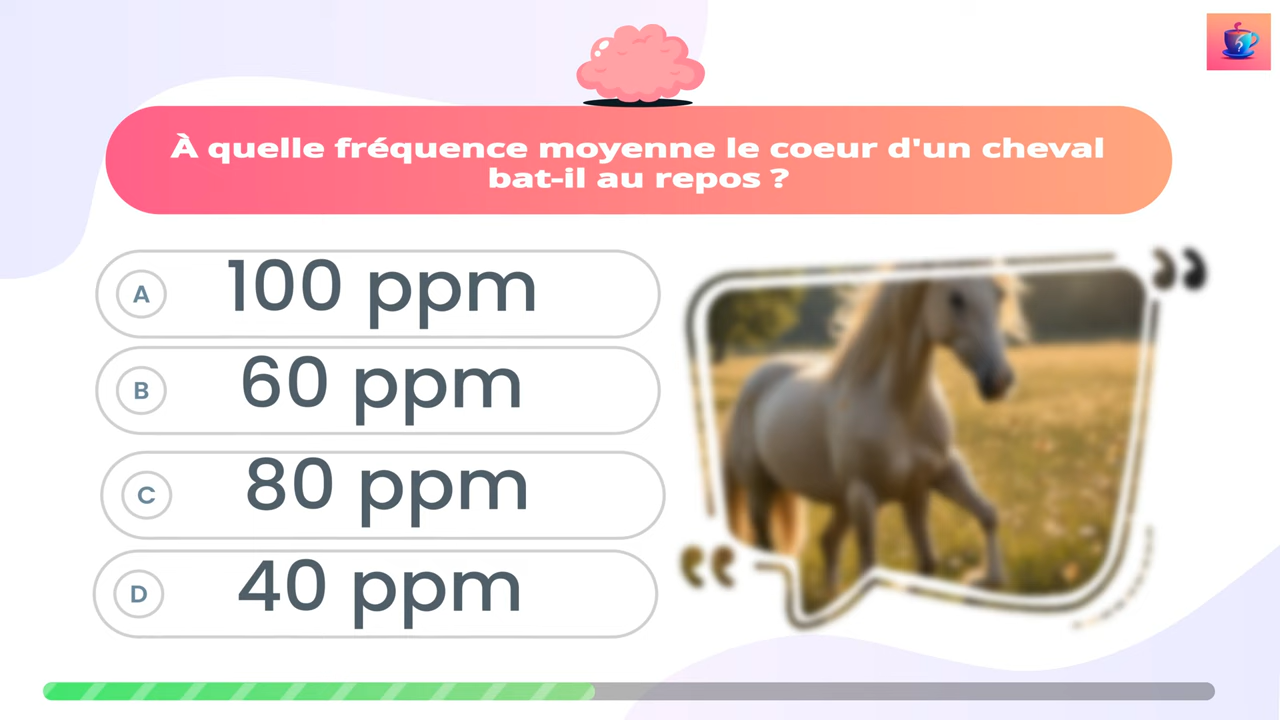 À quelle fréquence moyenne le coeur d'un cheval
bat-il au repos ?
A 100 ppm
B 60 ppm
C 80 ppm
D 40 ppm